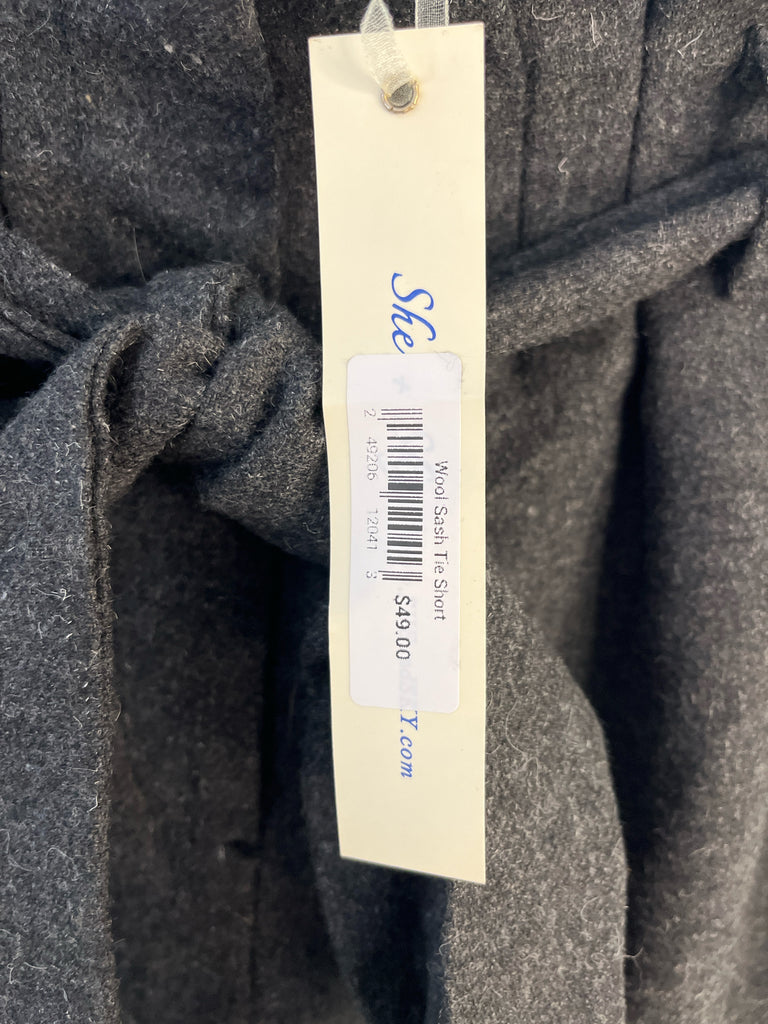 She
Wool Sash Tie Short
2 49206 12041 3
$49.00
Y.com